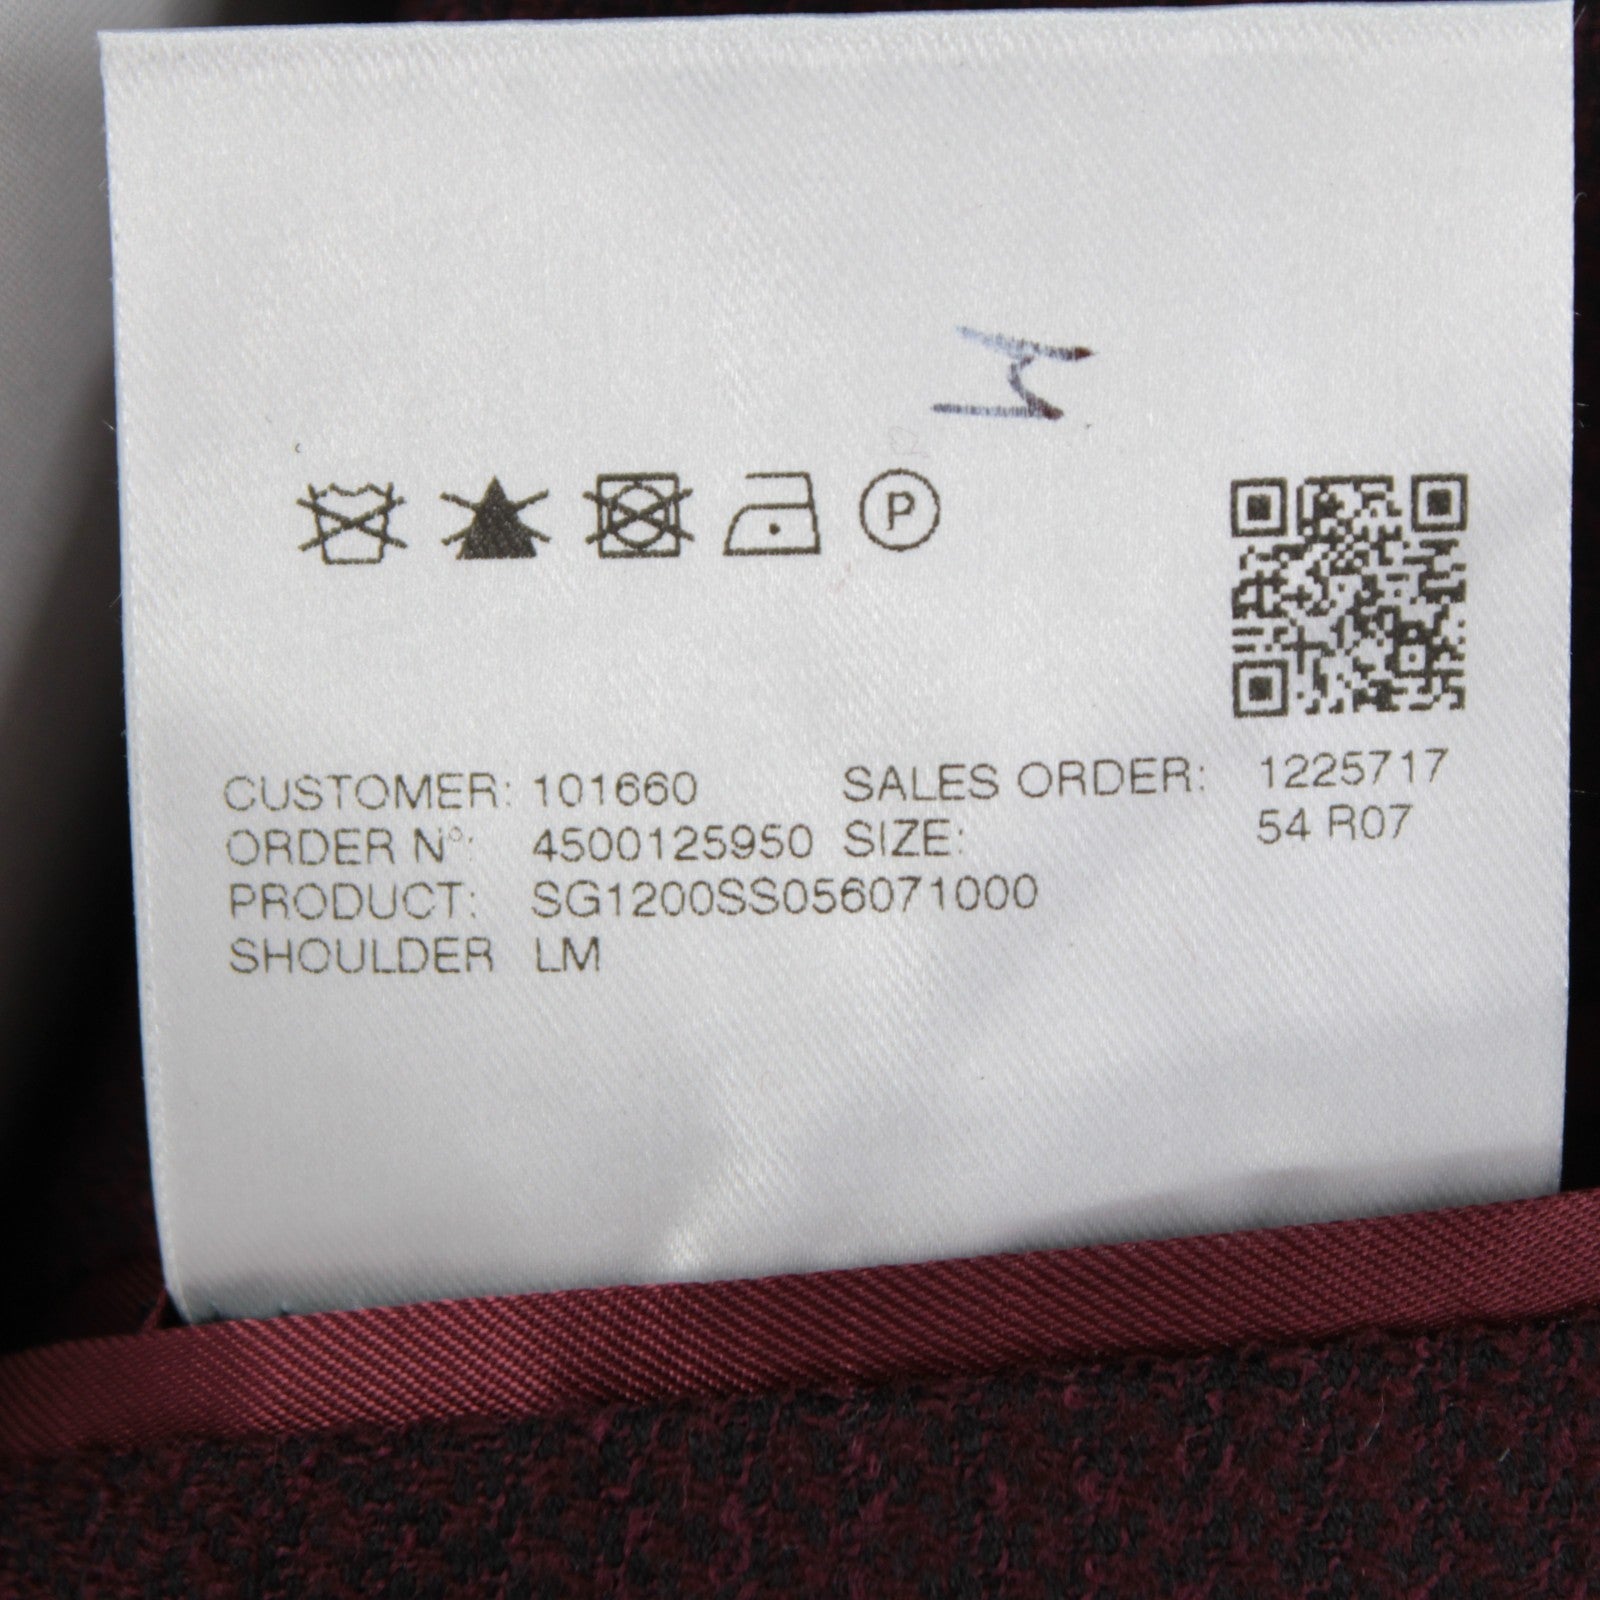 P
CUSTOMER: 101660 SALES ORDER: 1225717
ORDER N°: 4500125950 SIZE: 54 R07
PRODUCT: SG1200SS056071000
SHOULDER LM